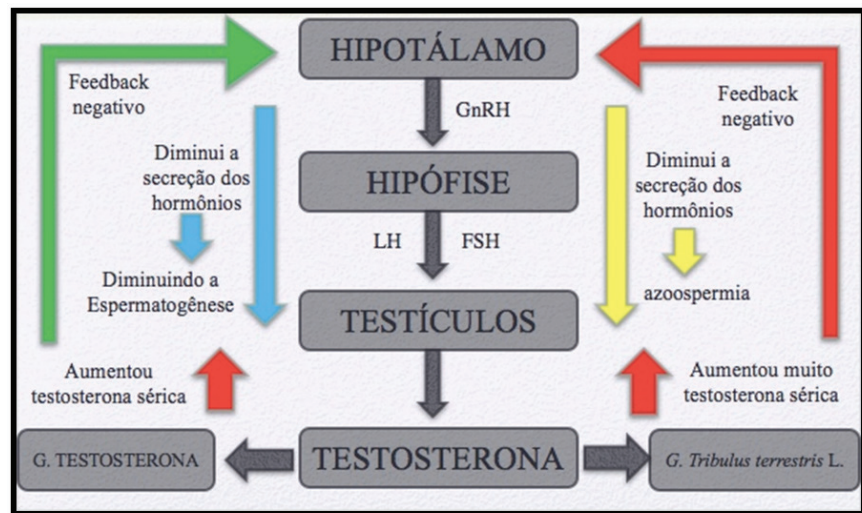 HIPOTÁLAMO
Feedback
negativo
GnRH
Feedback
negativo
Diminui a
secreção dos
hormônios
HIPÓFISE
Diminui a
secreção dos
hormônios
LH
FSH
Diminuindo a
Espermatogênese
azoospermia
TESTÍCULOS
Aumentou
testosterona sérica
Aumentou muito
testosterona sérica
G. TESTOSTERONA
TESTOSTERONA
G. Tribulus terrestris L.